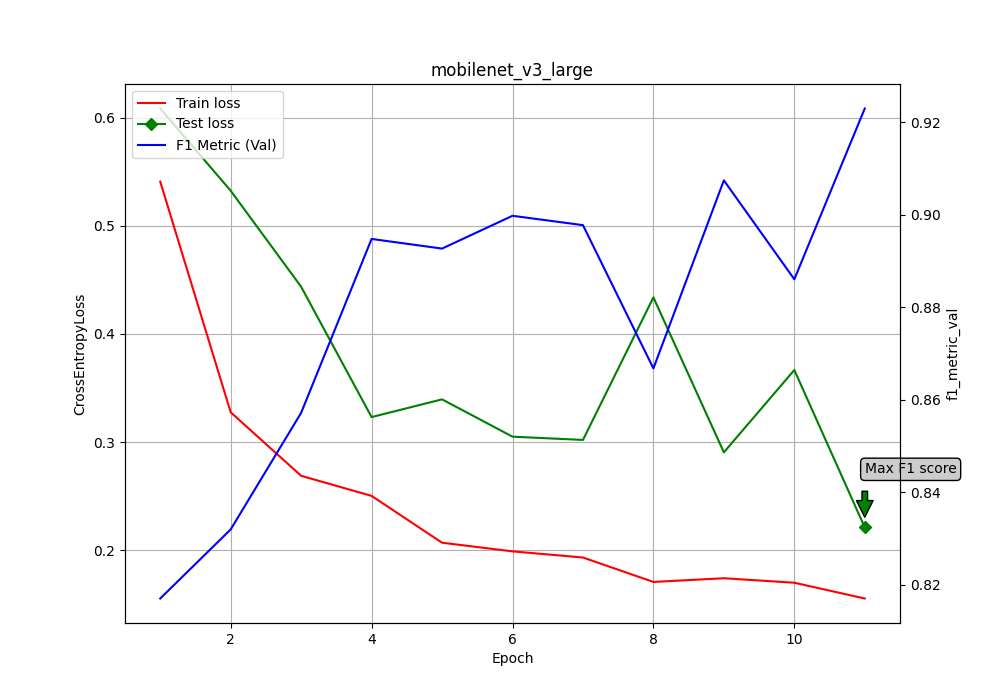 mobilenet_v3_large
Train loss
Test loss
F1 Metric (Val)
0.6
0.5
0.4
0.3
0.2
CrossEntropyLoss
0.92
0.90
0.88
0.86
0.84
0.82
f1_metric_val
Max F1 score
2
4
6
8
10
Epoch